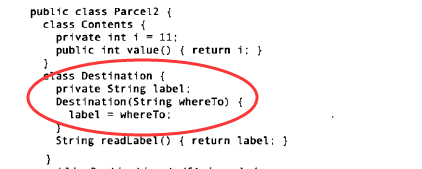 public class Parcel2 {
class Contents {
private int i = 11;
public int value() { return i; }
}
class Destination {
private String label;
Destination(String whereTo) {
label = whereTo;
}
String readLabel() { return label; }
}